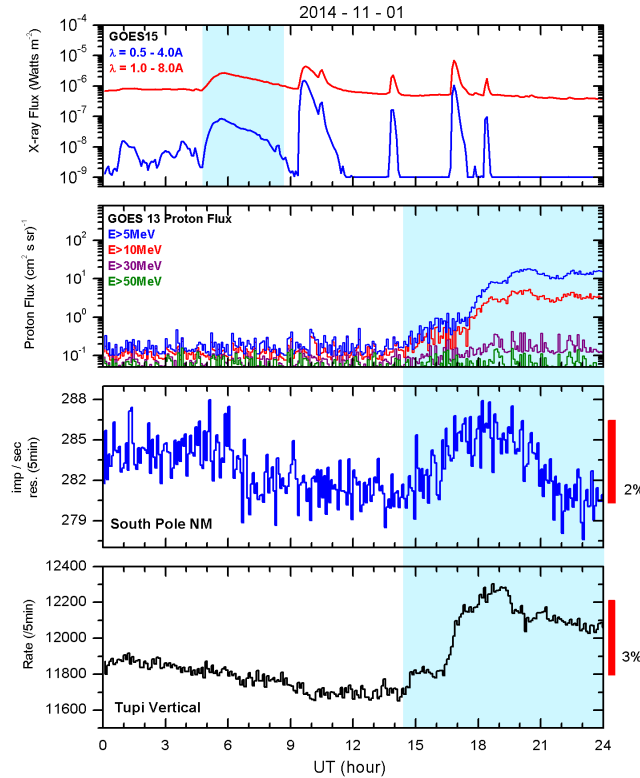 2014 - 11 - 01
X-ray Flux (Watts m⁻²)
10⁻⁴
10⁻⁵
10⁻⁶
10⁻⁷
10⁻⁸
10⁻⁹
GOES15
λ = 0.5 - 4.0A
λ = 1.0 - 8.0A
Proton Flux (cm² s sr)⁻¹
10²
10¹
10⁰
10⁻¹
GOES 13 Proton Flux
E>5MeV
E>10MeV
E>30MeV
E>50MeV
imp / sec
res. (5min)
288
285
282
279
South Pole NM
2%
Rate (/5min)
12400
12200
12000
11800
11600
Tupi Vertical
3%
0 3 6 9 12 15 18 21 24
UT (hour)